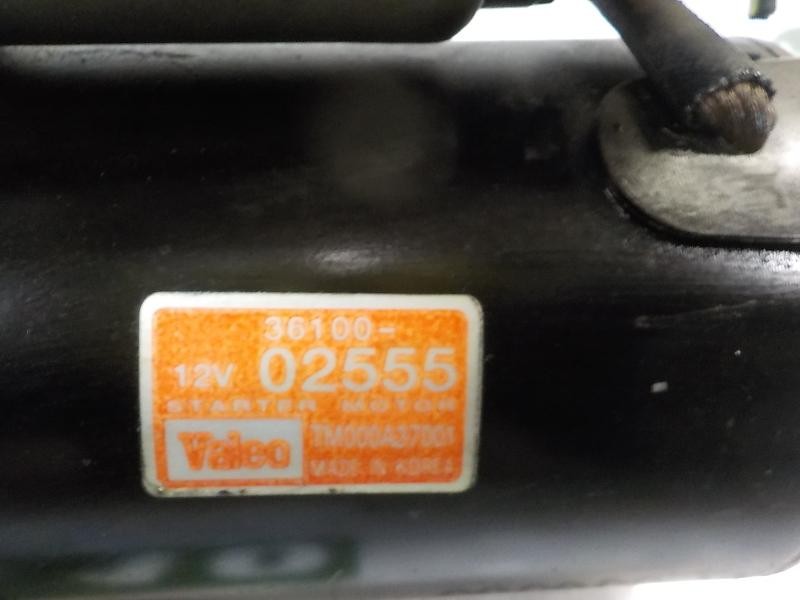 36100-
12V 02555
STARTER MOTOR
Valeo TM000A37001
MADE IN KOREA